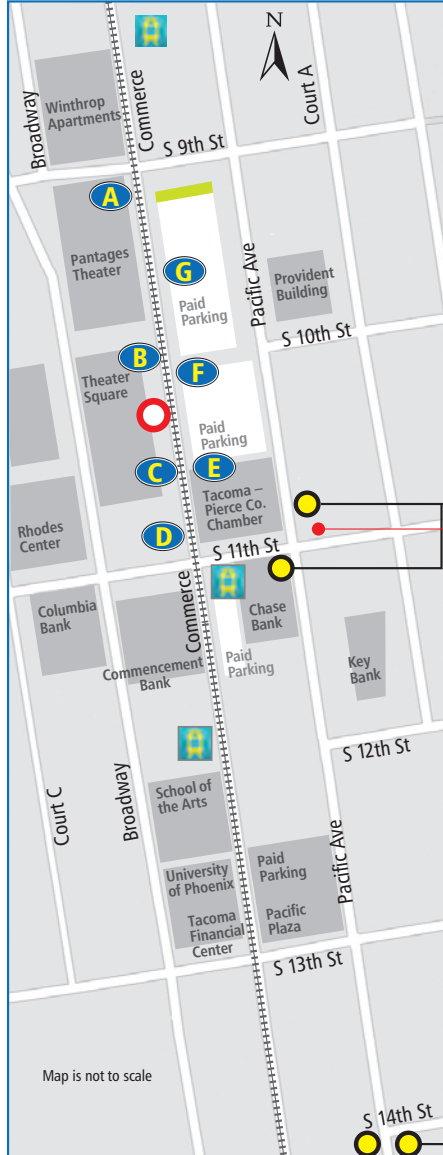 N
Broadway
Winthrop
Apartments
Commerce
Court A
S 9th St
A
Pantages
Theater
G
Paid
Parking
Pacific Ave
Provident
Building
S 10th St
B
F
Theater
Square
Paid
Parking
C
E
Tacoma –
Pierce Co.
Chamber
Rhodes
Center
D
S 11th St
Columbia
Bank
Commerce
Chase
Bank
Commencement
Bank
Paid
Parking
Key
Bank
S 12th St
Court C
Broadway
School of
the Arts
Pacific Ave
University
of Phoenix
Paid
Parking
Tacoma
Financial
Center
Pacific
Plaza
S 13th St
Map is not to scale
S 14th St